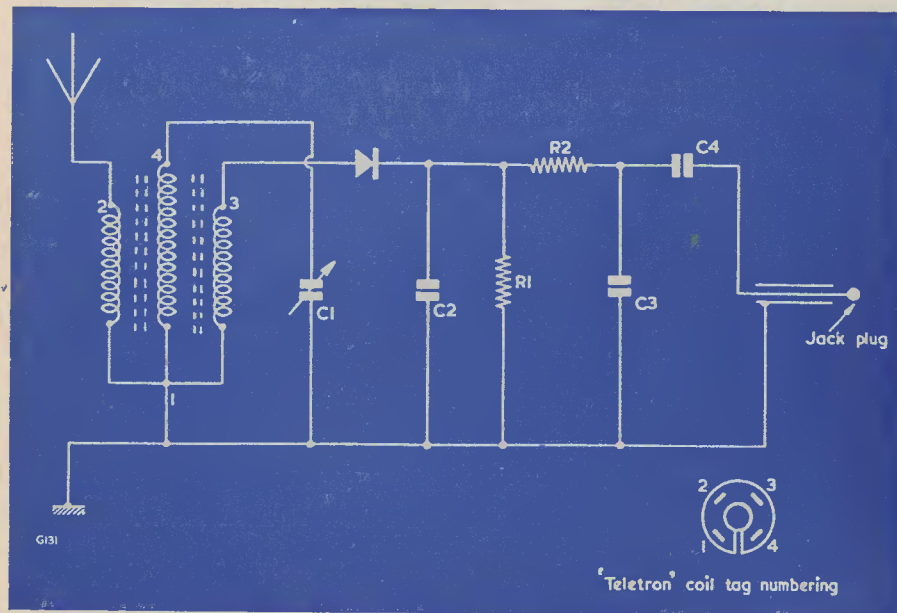 4
2
3
1
C1
C2
R1
R2
C3
C4
Jack plug
G131
2 3
1 4
'Teletron' coil tag numbering